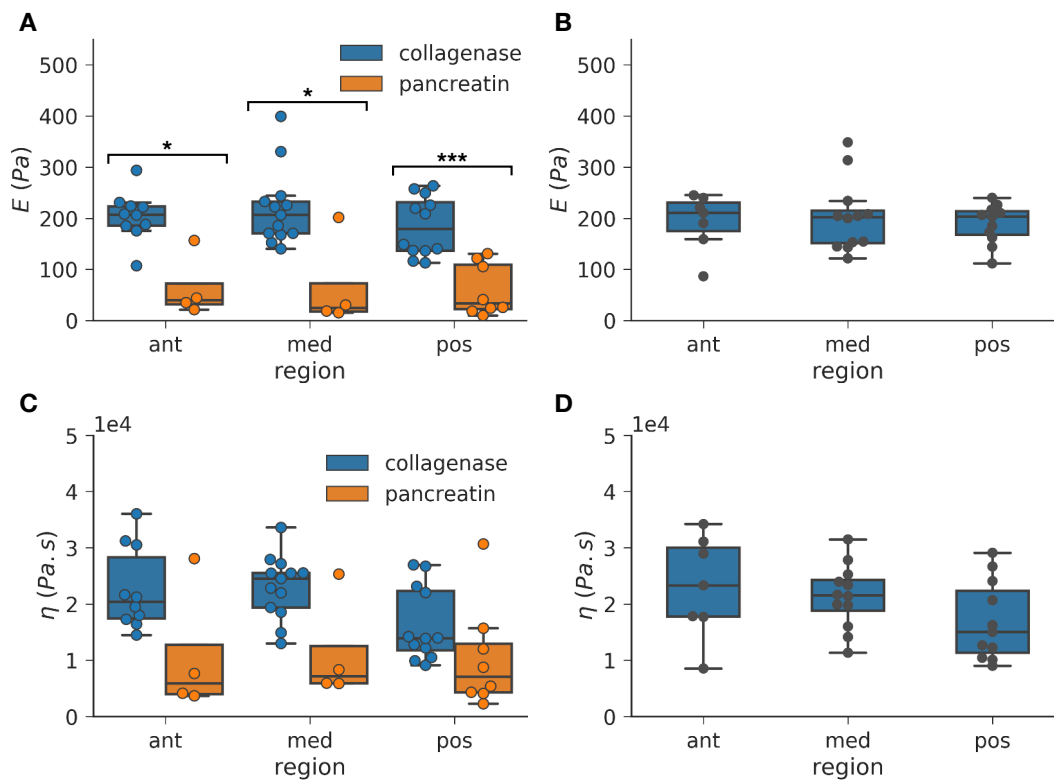 A
500
400
300
200
100
0
E (Pa)
collagenase
pancreatin
*
*
***
ant
med
pos
region
B
500
400
300
200
100
0
E (Pa)
ant
med
pos
region
C
1e4
5
4
3
2
1
0
η (Pa.s)
collagenase
pancreatin
ant
med
pos
region
D
1e4
5
4
3
2
1
0
η (Pa.s)
ant
med
pos
region